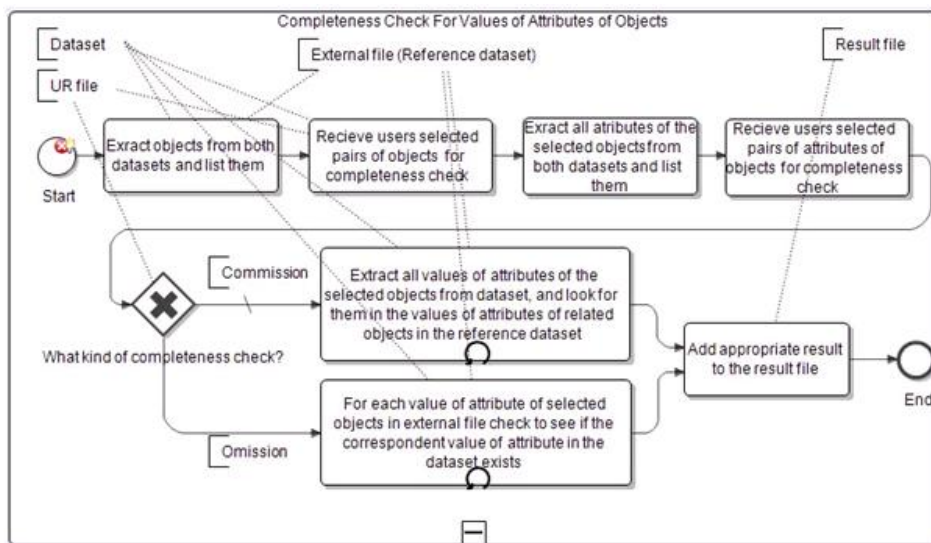 Completeness Check For Values of Attributes of Objects
Dataset
External file (Reference dataset)
Result file
UR file
Start
Exract objects from both
datasets and list them
Recieve users selected
pairs of objects for
completeness check
Exract all atributes of the
selected objects from
both datasets and list
them
Recieve users selected
pairs of attributes of
objects for completeness
check
Commission
Extract all values of attributes of the
selected objects from dataset, and look for
them in the values of attributes of related
objects in the reference dataset
What kind of completeness check?
Add appropriate result
to the result file
End
For each value of attribute of selected
objects in external file check to see if the
correspondent value of attribute in the
dataset exists
Omission